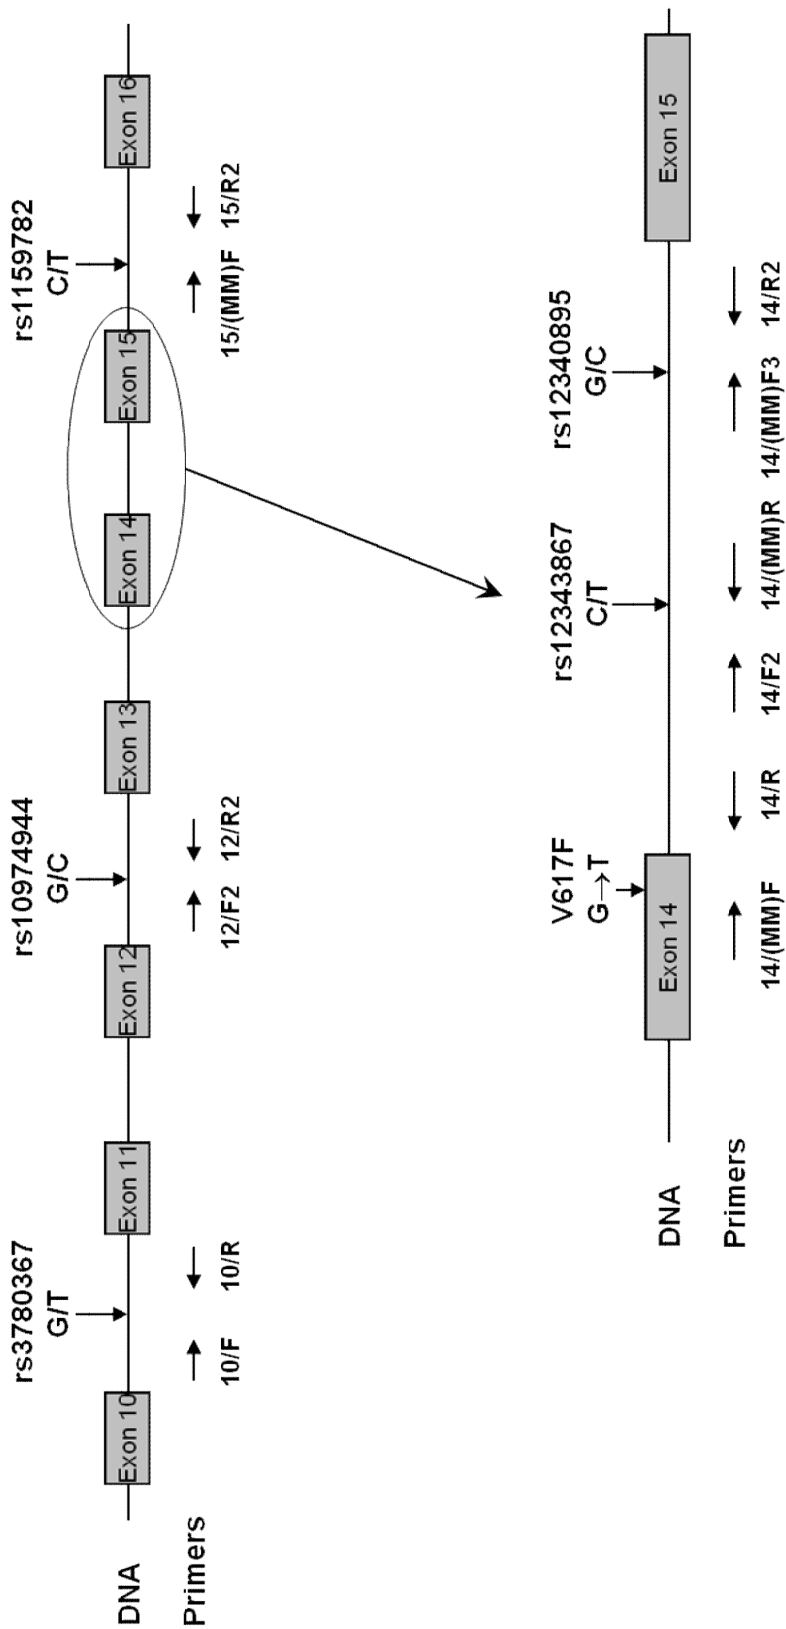 rs3780367
G/T
rs10974944
G/C
rs1159782
C/T
DNA
Exon 10
Exon 11
Exon 12
Exon 13
Exon 14
Exon 15
Exon 16
Primers
10/F
10/R
12/F2
12/R2
15/(MM)F
15/R2
V617F
G→T
rs12343867
C/T
rs12340895
G/C
DNA
Exon 14
Exon 15
Primers
14/(MM)F
14/R
14/F2
14/(MM)R
14/(MM)F3
14/R2